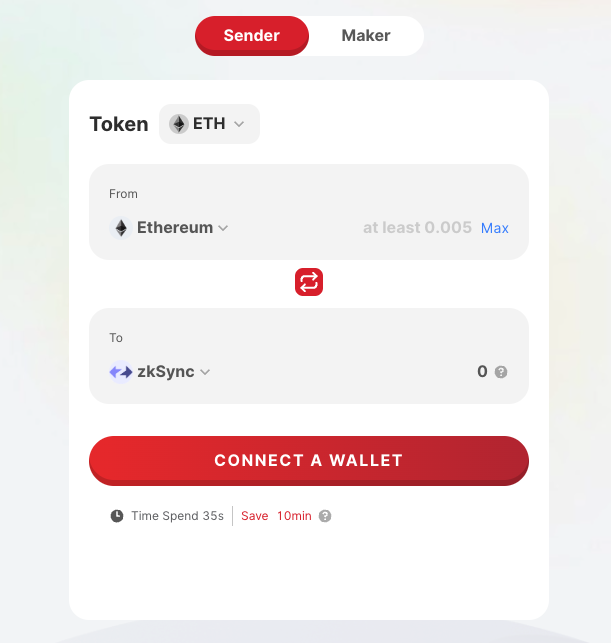 Sender Maker
Token ETH
From
Ethereum at least 0.005 Max
To
zkSync 0 ?
CONNECT A WALLET
Time Spend 35s Save 10min ?